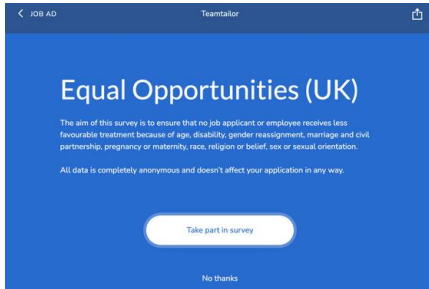 JOB AD
Teamtailor
Equal Opportunities (UK)
The aim of this survey is to ensure that no job applicant or employee receives less
favourable treatment because of age, disability, gender reassignment, marriage and civil
partnership, pregnancy or maternity, race, religion or belief, sex or sexual orientation.
All data is completely anonymous and doesn't affect your application in any way.
Take part in survey
No thanks